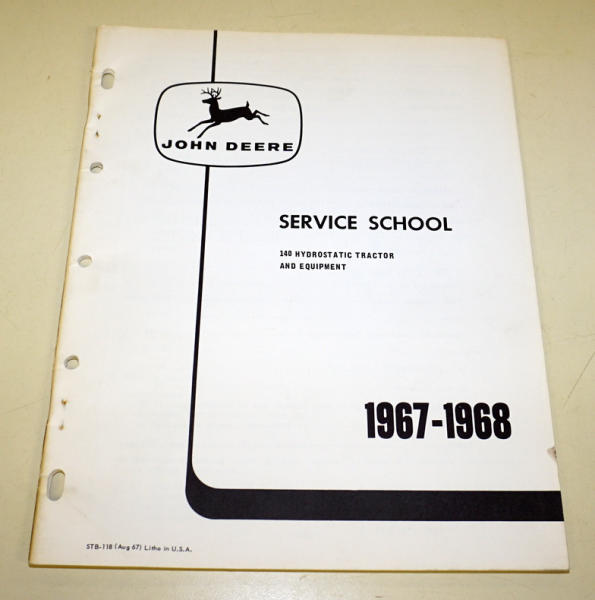 JOHN DEERE
SERVICE SCHOOL
140 HYDROSTATIC TRACTOR
AND EQUIPMENT
1967-1968
STB-118 (Aug 67) Litho in U.S.A.